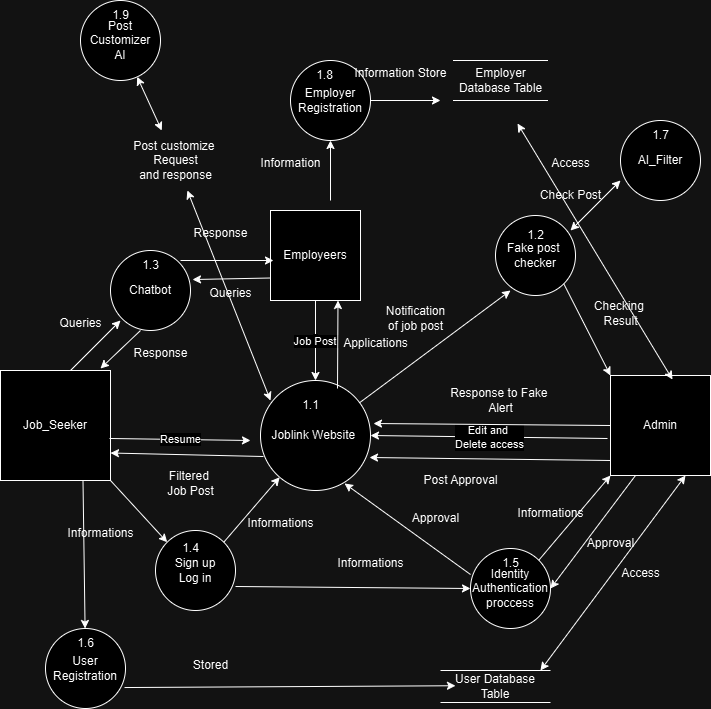 1.9
Post
Customizer
AI
1.8
Employer
Registration
Information Store
Employer
Database Table
1.7
AI_Filter
Post customize
Request
and response
Information
Access
Check Post
Response
Employeers
1.2
Fake post
checker
1.3
Chatbot
Queries
Notification
of job post
Checking
Result
Queries
Response
Job Post
Applications
Job_Seeker
1.1
Joblink Website
Response to Fake
Alert
Admin
Resume
Edit and
Delete access
Filtered
Job Post
Post Approval
Informations
Informations
Approval
Informations
1.4
Sign up
Log in
Informations
1.5
Identity
Authentication
proccess
Approval
Access
1.6
User
Registration
Stored
User Database
Table